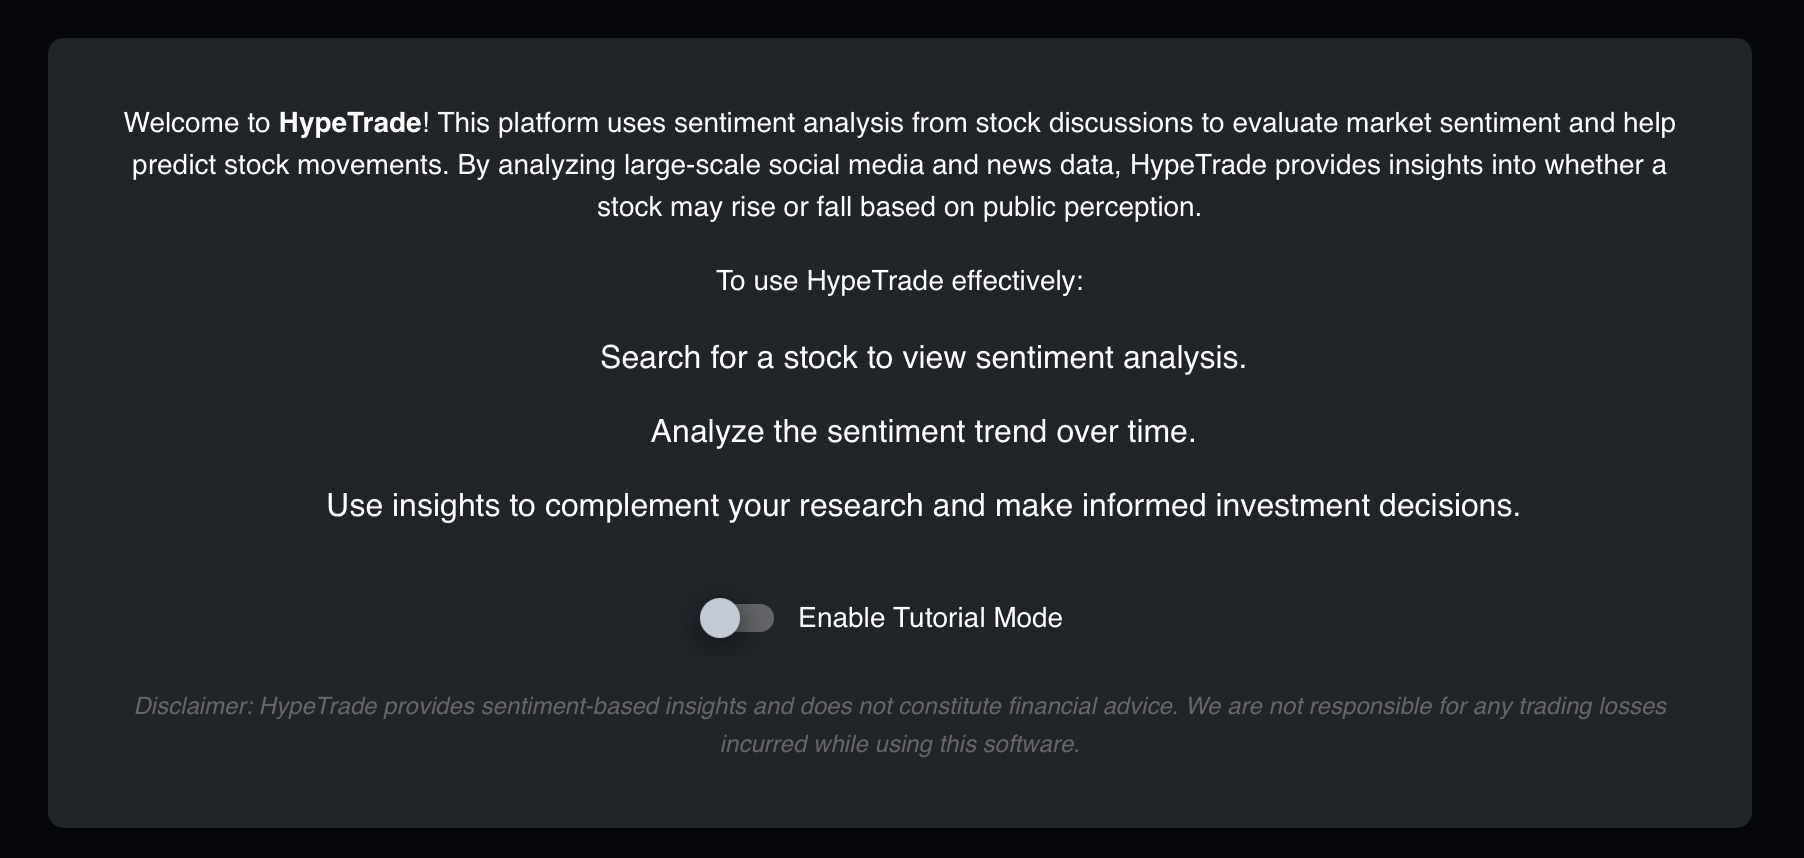 Welcome to HypeTrade! This platform uses sentiment analysis from stock discussions to evaluate market sentiment and help
predict stock movements. By analyzing large-scale social media and news data, HypeTrade provides insights into whether a
stock may rise or fall based on public perception.
To use HypeTrade effectively:
Search for a stock to view sentiment analysis.
Analyze the sentiment trend over time.
Use insights to complement your research and make informed investment decisions.
Enable Tutorial Mode
Disclaimer: HypeTrade provides sentiment-based insights and does not constitute financial advice. We are not responsible for any trading losses
incurred while using this software.